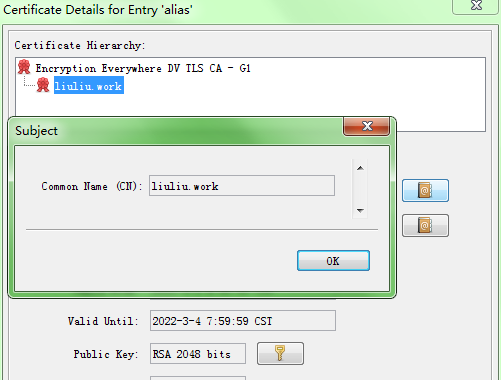 Certificate Details for Entry 'alias'
Certificate Hierarchy:
Encryption Everywhere DV TLS CA - G1
liuliu.work
Subject
Common Name (CN):
liuliu.work
OK
Valid Until:
2022-3-4 7:59:59 CST
Public Key:
RSA 2048 bits